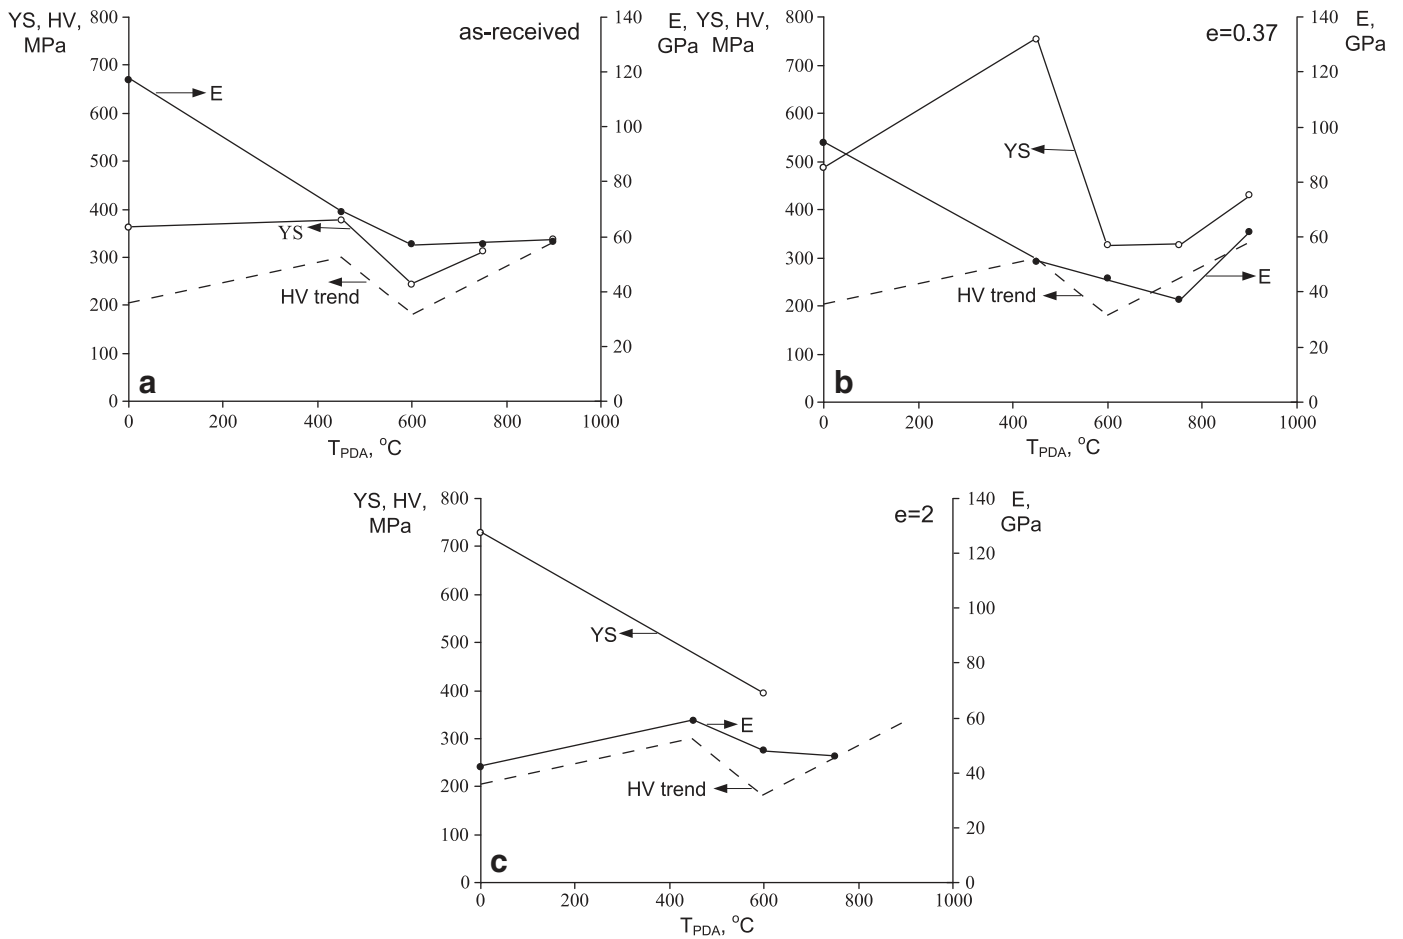 YS, HV,
MPa
800
700
600
500
400
300
200
100
0
as-received
E
YS
HV trend
a
0
200
400
600
800
1000
T_PDA, °C
E,
GPa
140
120
100
80
60
40
20
0
YS, HV,
MPa
800
700
600
500
400
300
200
100
0
e=0.37
YS
HV trend
E
b
0
200
400
600
800
1000
T_PDA, °C
E,
GPa
140
120
100
80
60
40
20
0
YS, HV,
MPa
800
700
600
500
400
300
200
100
0
e=2
YS
E
HV trend
c
0
200
400
600
800
1000
T_PDA, °C
E,
GPa
140
120
100
80
60
40
20
0